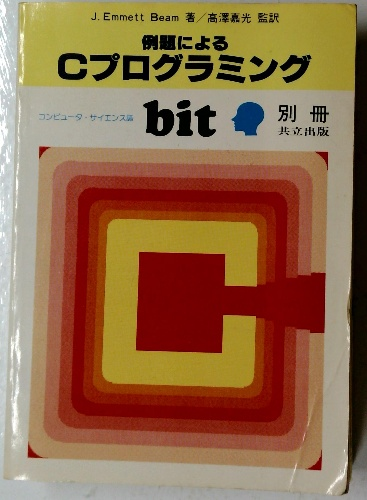 J. Emmett Beam 著／高澤嘉光 監訳
例題による
Cプログラミング
コンピュータ・サイエンス誌
bit
別冊
共立出版